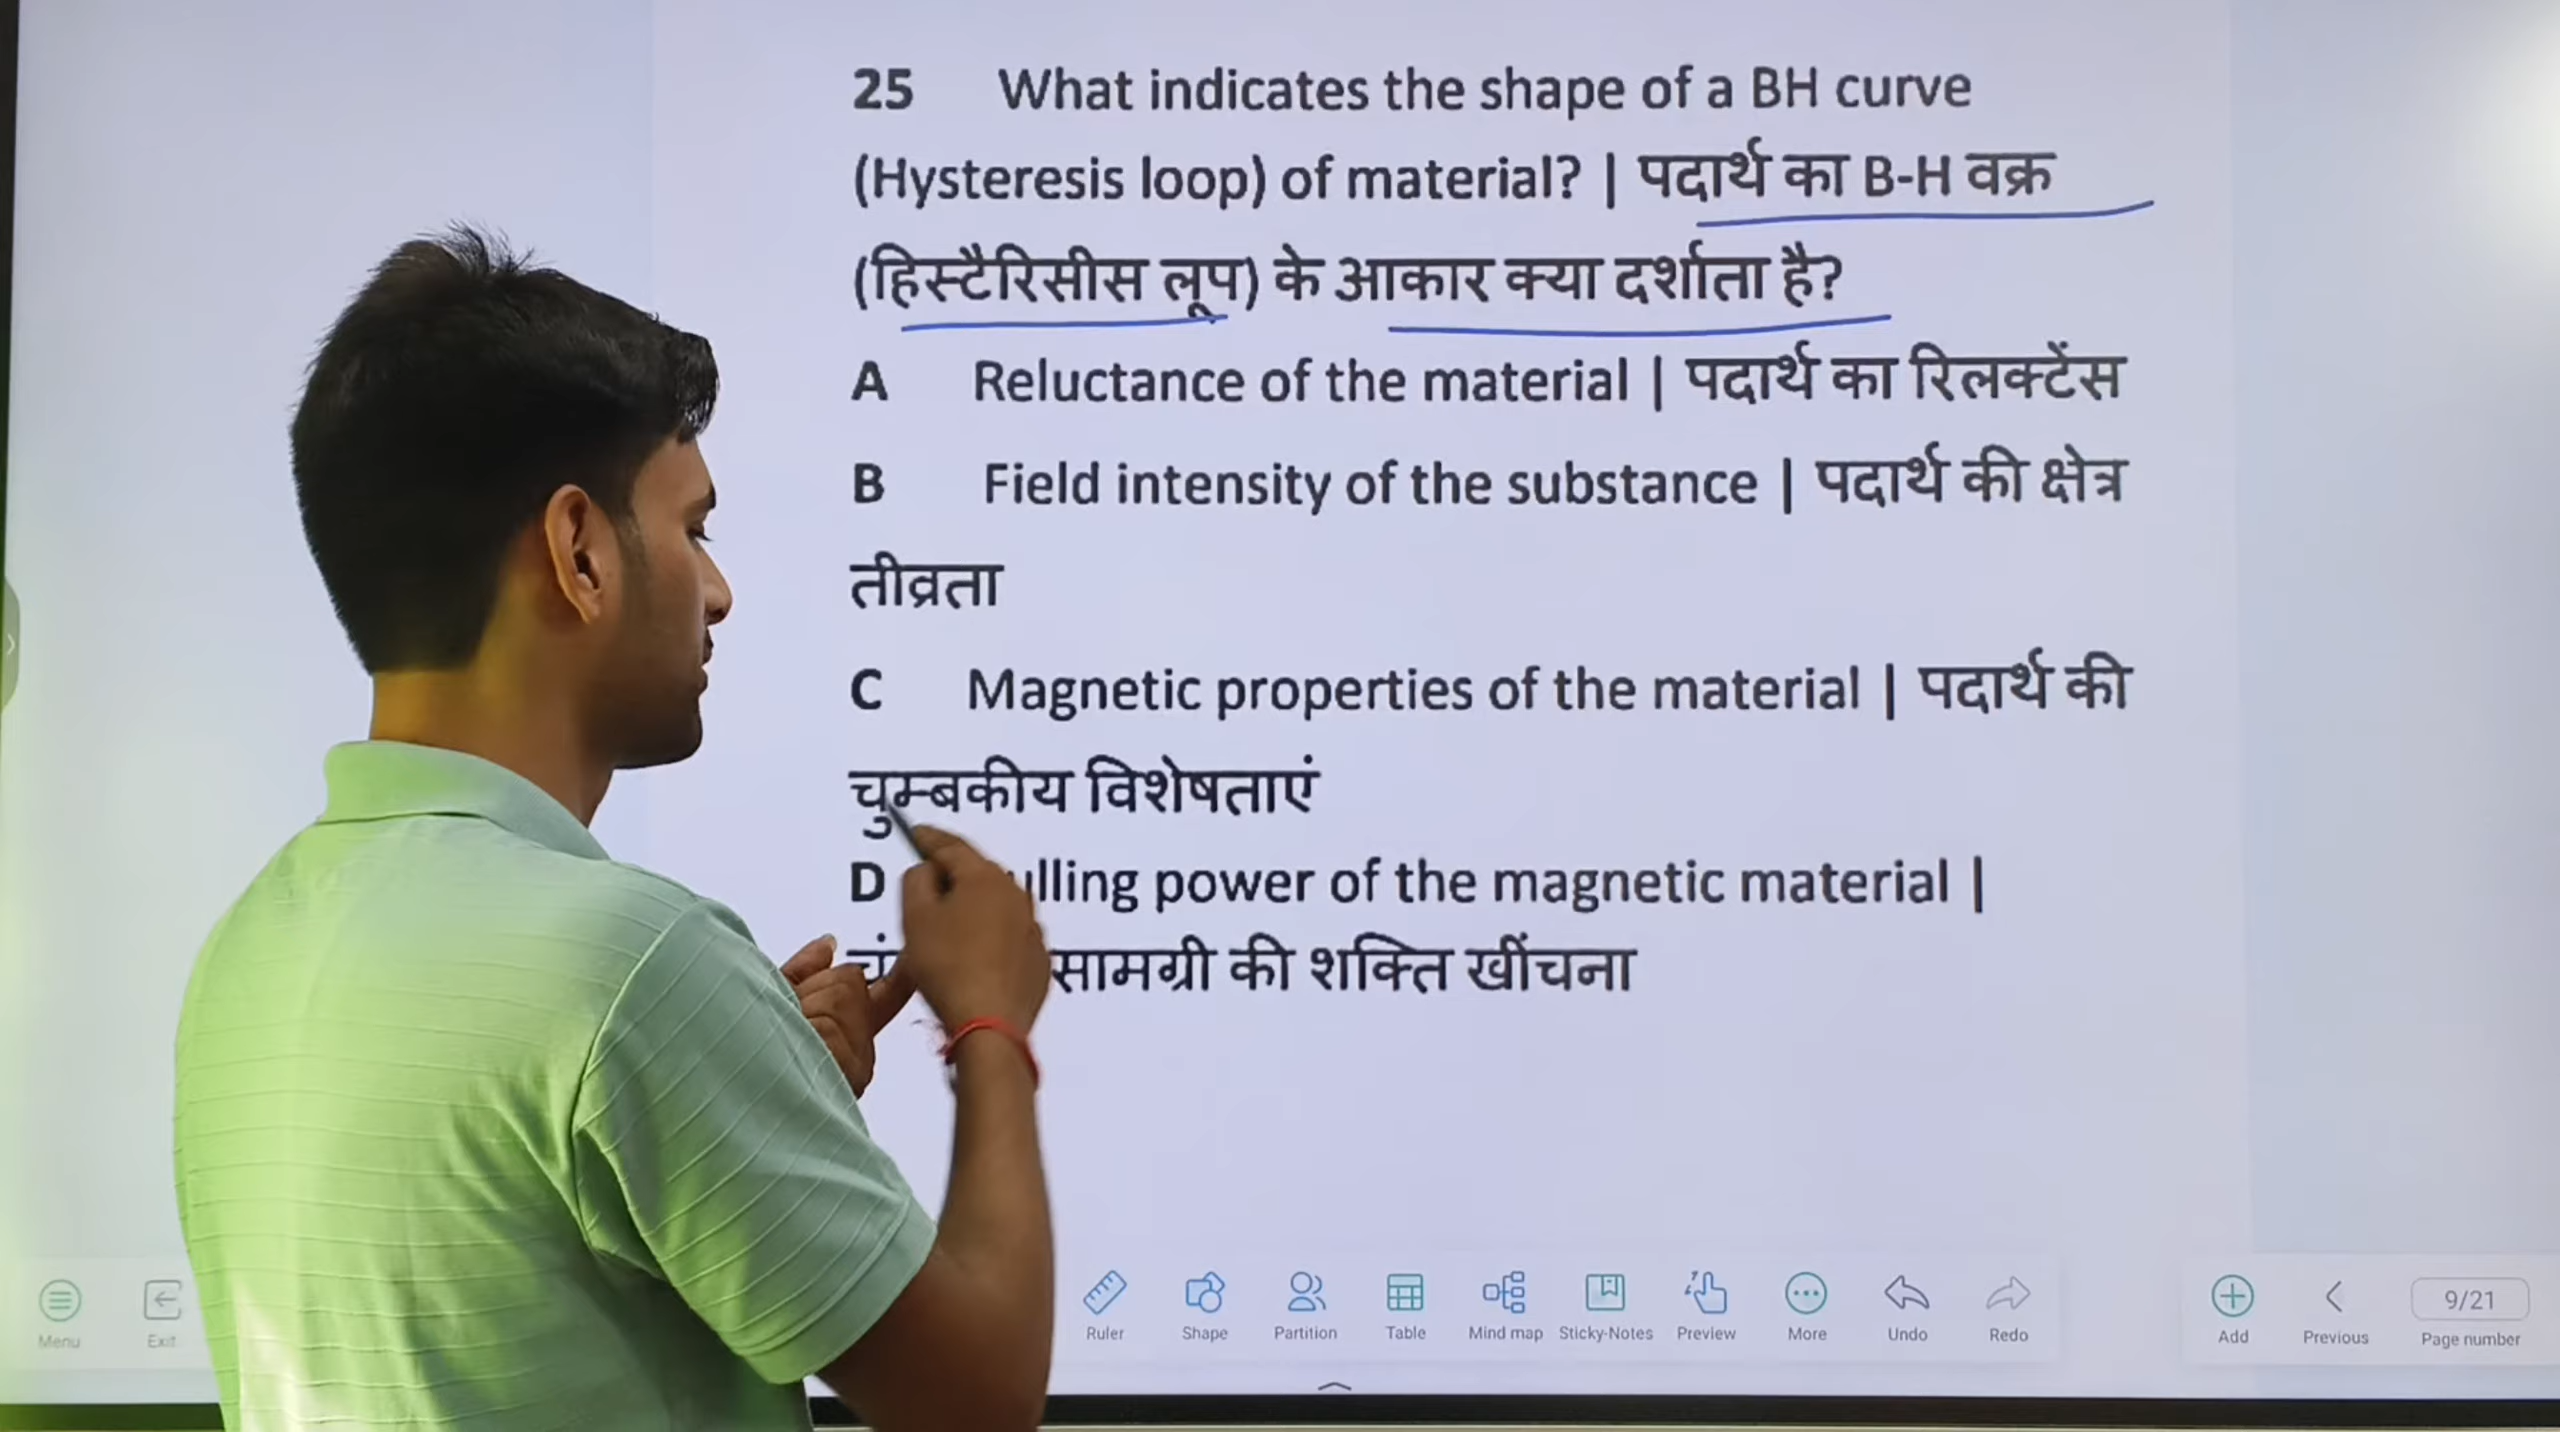 25 What indicates the shape of a BH curve
(Hysteresis loop) of material? | पदार्थ का B-H वक्र
(हिस्टैरिसीस लूप) के आकार क्या दर्शाता है?
A Reluctance of the material | पदार्थ का रिलक्टेंस
B Field intensity of the substance | पदार्थ की क्षेत्र
तीव्रता
C Magnetic properties of the material | पदार्थ की
चुम्बकीय विशेषताएं
D power of the magnetic material |
सामग्री की शक्ति खींचना
Menu Exit Ruler Shape Partition Table Mind map Sticky-Notes Preview More Undo Redo Add Previous 9/21 Page number